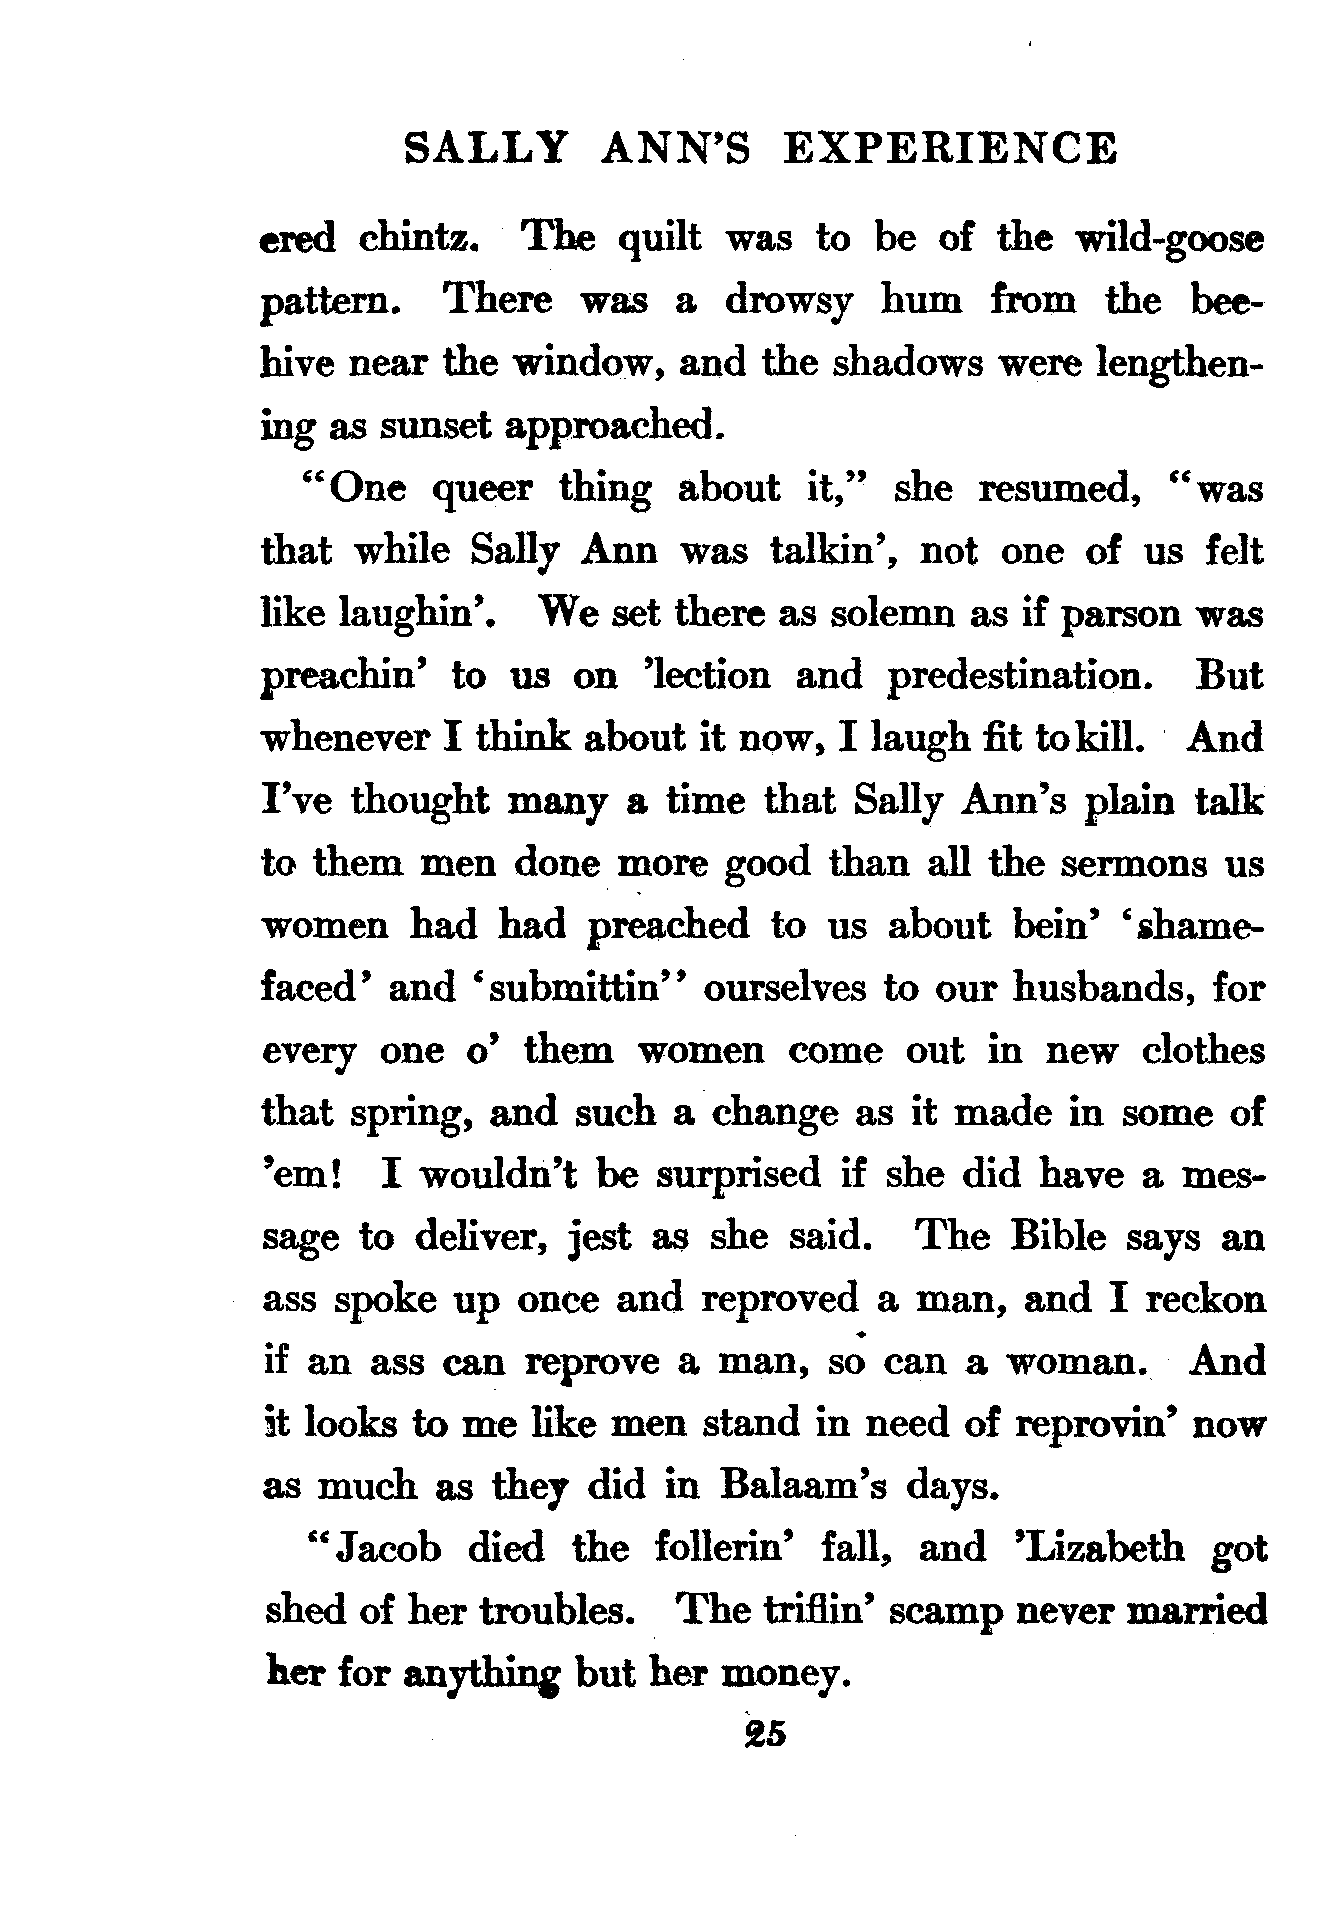 SALLY ANN'S EXPERIENCE
ered chintz. The quilt was to be of the wild-goose
pattern. There was a drowsy hum from the bee-
hive near the window, and the shadows were lengthen-
ing as sunset approached.
"One queer thing about it," she resumed, "was
that while Sally Ann was talkin', not one of us felt
like laughin'. We set there as solemn as if parson was
preachin' to us on 'lection and predestination. But
whenever I think about it now, I laugh fit to kill. And
I've thought many a time that Sally Ann's plain talk
to them men done more good than all the sermons us
women had had preached to us about bein' 'shame-
faced' and 'submittin'' ourselves to our husbands, for
every one o' them women come out in new clothes
that spring, and such a change as it made in some of
'em! I wouldn't be surprised if she did have a mes-
sage to deliver, jest as she said. The Bible says an
ass spoke up once and reproved a man, and I reckon
if an ass can reprove a man, so can a woman. And
it looks to me like men stand in need of reprovin' now
as much as they did in Balaam's days.
"Jacob died the follerin' fall, and 'Lizabeth got
shed of her troubles. The triflin' scamp never married
her for anything but her money.
25